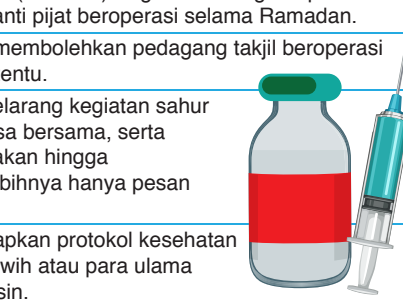 anti pijat beroperasi selama Ramadan.
membolehkan pedagang takjil beroperasi
entu.
elarang kegiatan sahur
sa bersama, serta
akan hingga
bihnya hanya pesan
apkan protokol kesehatan
wih atau para ulama
sin.